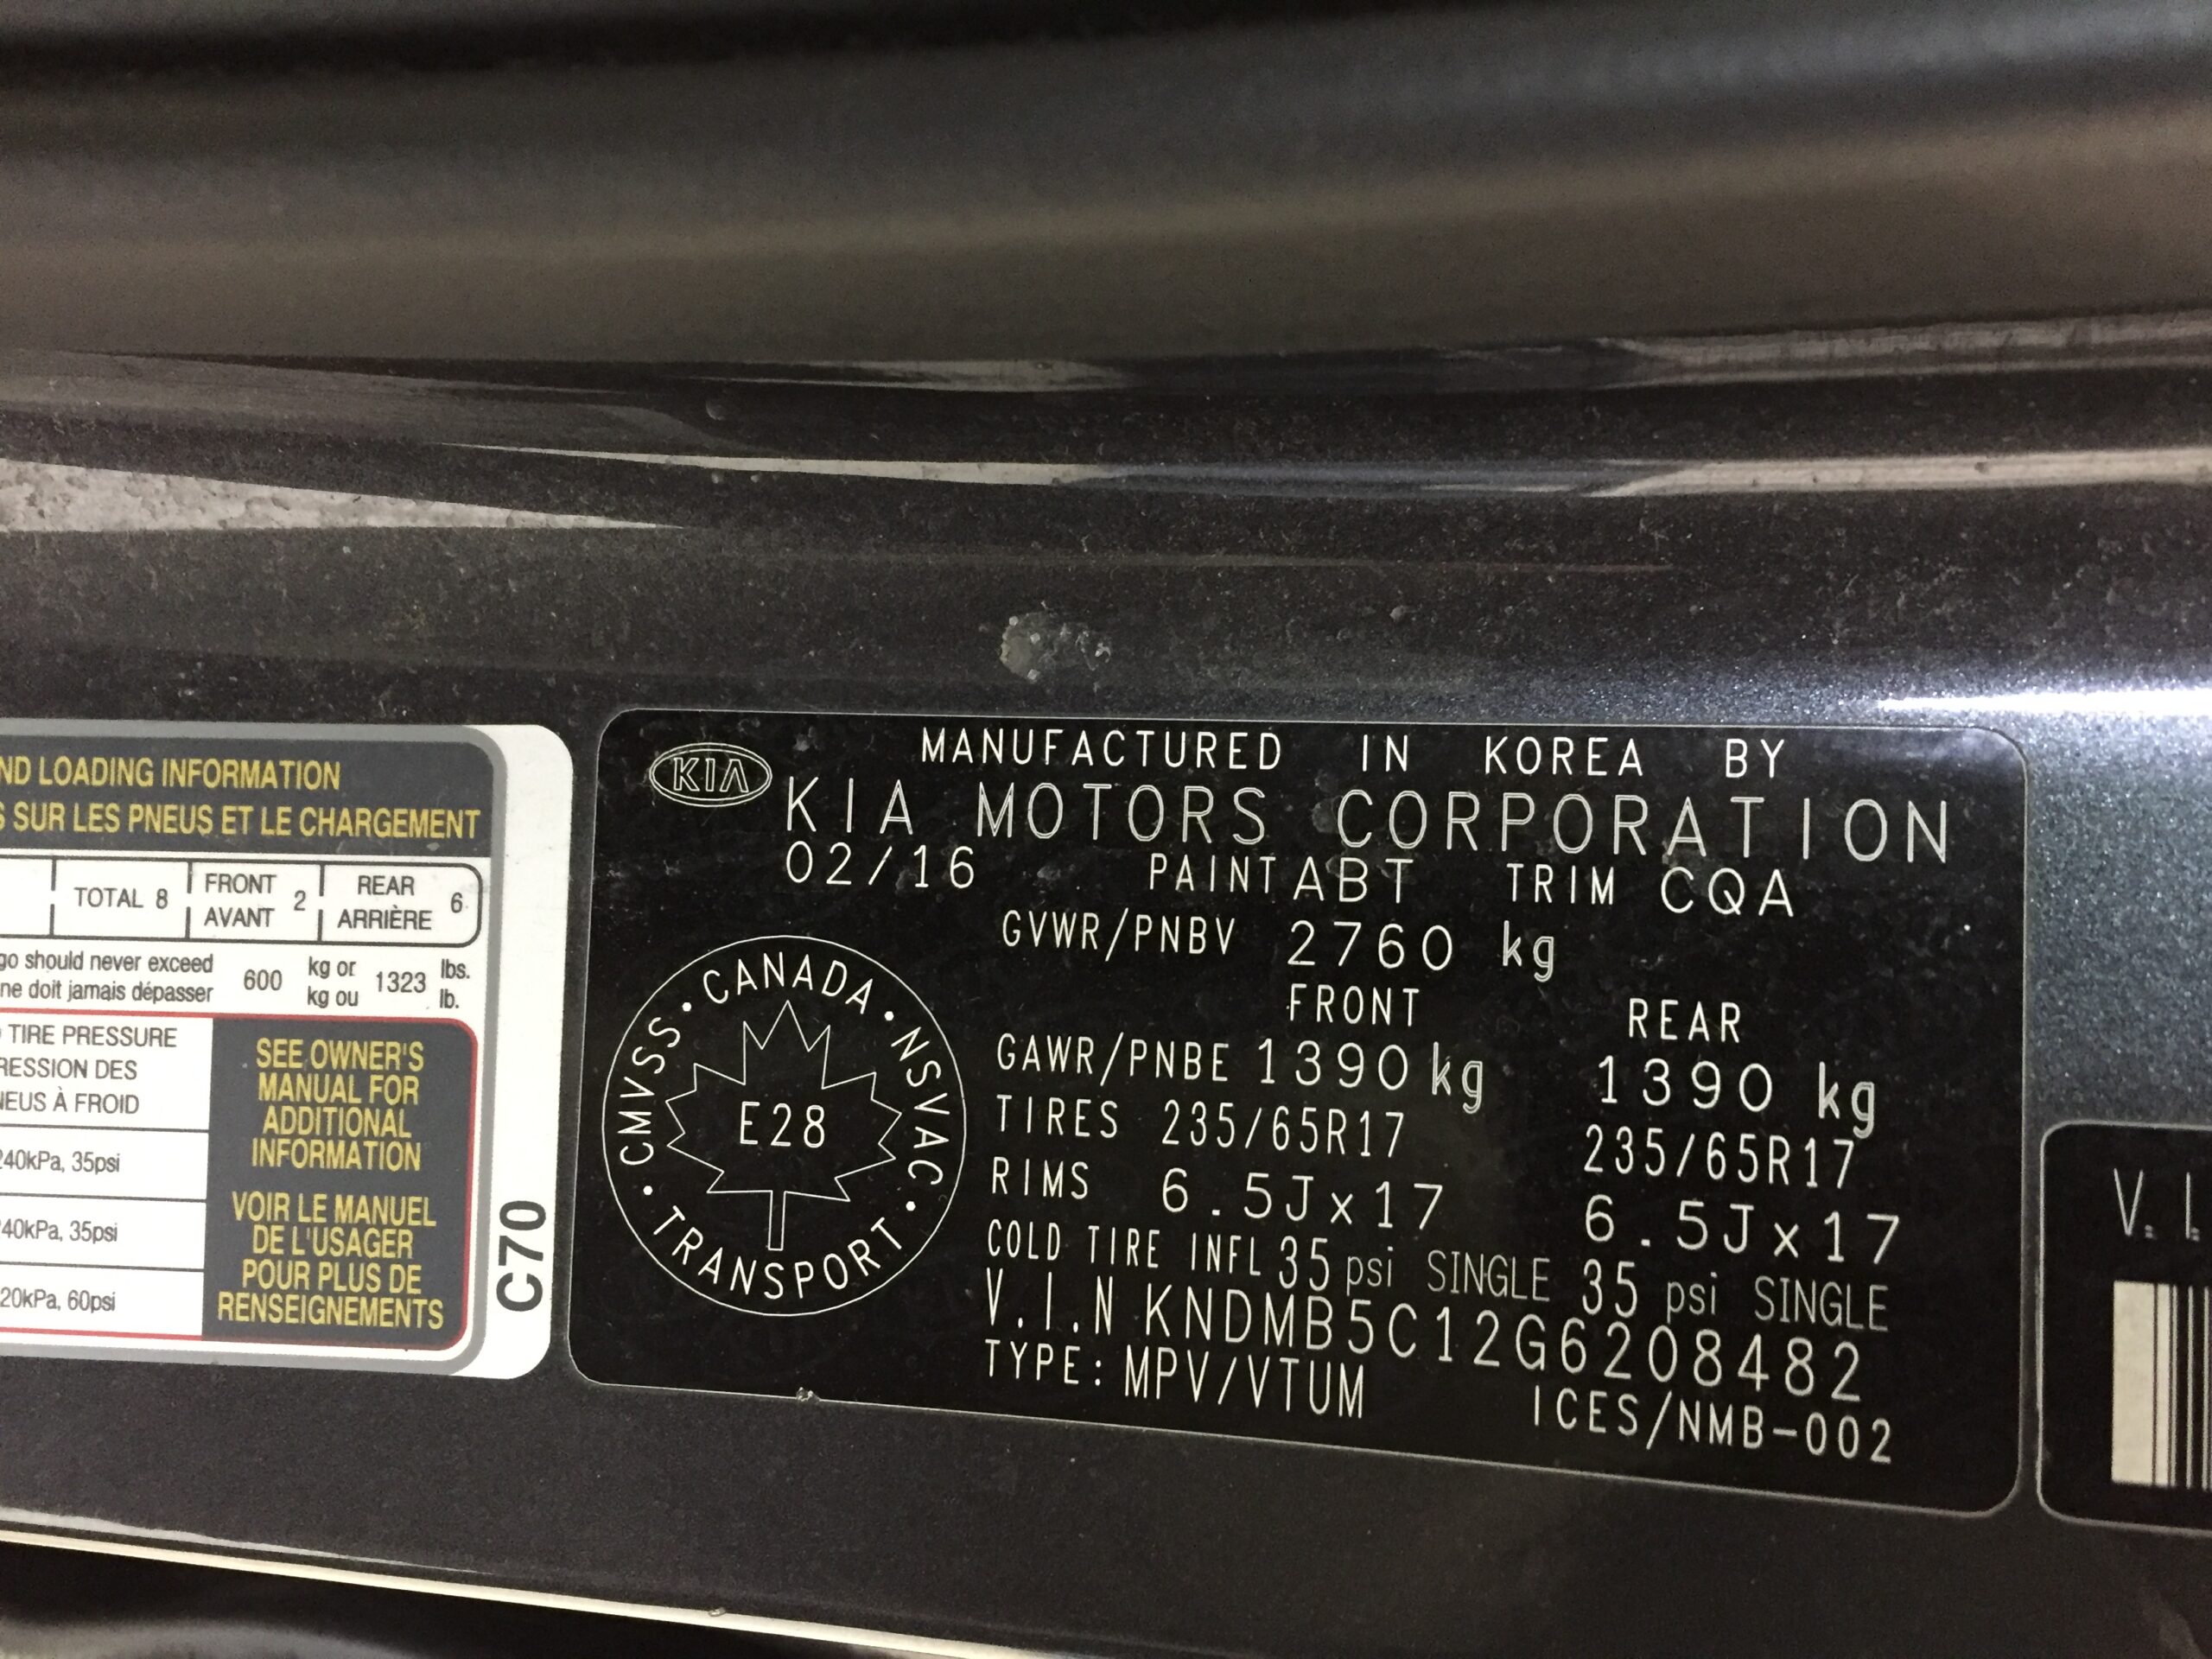 ND LOADING INFORMATION
S SUR LES PNEUS ET LE CHARGEMENT
TOTAL 8
FRONT 2 AVANT
REAR 6 ARRIÈRE
go should never exceed 600 kg or 1323 lbs.
ne doit jamais dépasser kg ou lb.
TIRE PRESSURE
RESSION DES
NEUS À FROID
240kPa, 35psi
40kPa, 35psi
20kPa, 60psi
SEE OWNER'S
MANUAL FOR
ADDITIONAL
INFORMATION
VOIR LE MANUEL
DE L'USAGER
POUR PLUS DE
RENSEIGNEMENTS
C70
KIA
MANUFACTURED IN KOREA BY
KIA MOTORS CORPORATION
02/16 PAINT ABT TRIM CQA
GVWR/PNBV 2760 kg
FRONT REAR
GAWR/PNBE 1390 kg 1390 kg
TIRES 235/65R17 235/65R17
RIMS 6.5Jx17 6.5Jx17
COLD TIRE INFL 35 psi SINGLE 35 psi SINGLE
V.I.N KNDMB5C12G6208482
TYPE: MPV/VTUM ICES/NMB-002
CANADA • NSVAC • TRANSPORT • CMVSS •
E28
V.I.